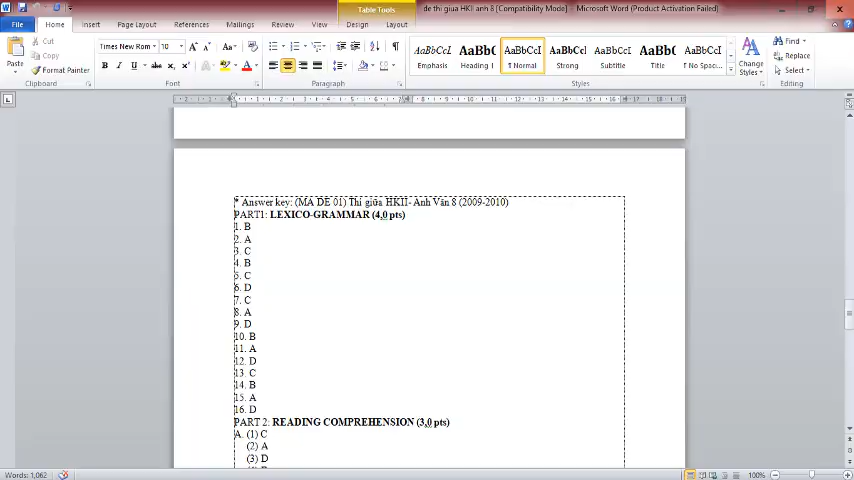 Table Tools
de thi giua HKII anh 8 [Compatibility Mode] - Microsoft Word (Product Activation Failed)
File Home Insert Page Layout References Mailings Review View Design Layout
Cut
Copy
Format Painter
Paste
Clipboard
Times New Rom 10
Font
Paragraph
AaBbCcI AaBb( AaBbCcI AaBbCcl AaBbCcI AaBb( AaBbCcI
Emphasis Heading 1 ¶ Normal Strong Subtitle Title ¶ No Spac...
Styles
Change Styles
Find
Replace
Select
Editing
* Answer key: (MA DE 01) Thi giữa HKII- Anh Văn 8 (2009-2010)
PART1: LEXICO-GRAMMAR (4,0 pts)
1. B
2. A
3. C
4. B
5. C
6. D
7. C
8. A
9. D
10. B
11. A
12. D
13. C
14. B
15. A
16. D
PART 2: READING COMPREHENSION (3,0 pts)
A. (1) C
(2) A
(3) D
Words: 1,062
100%